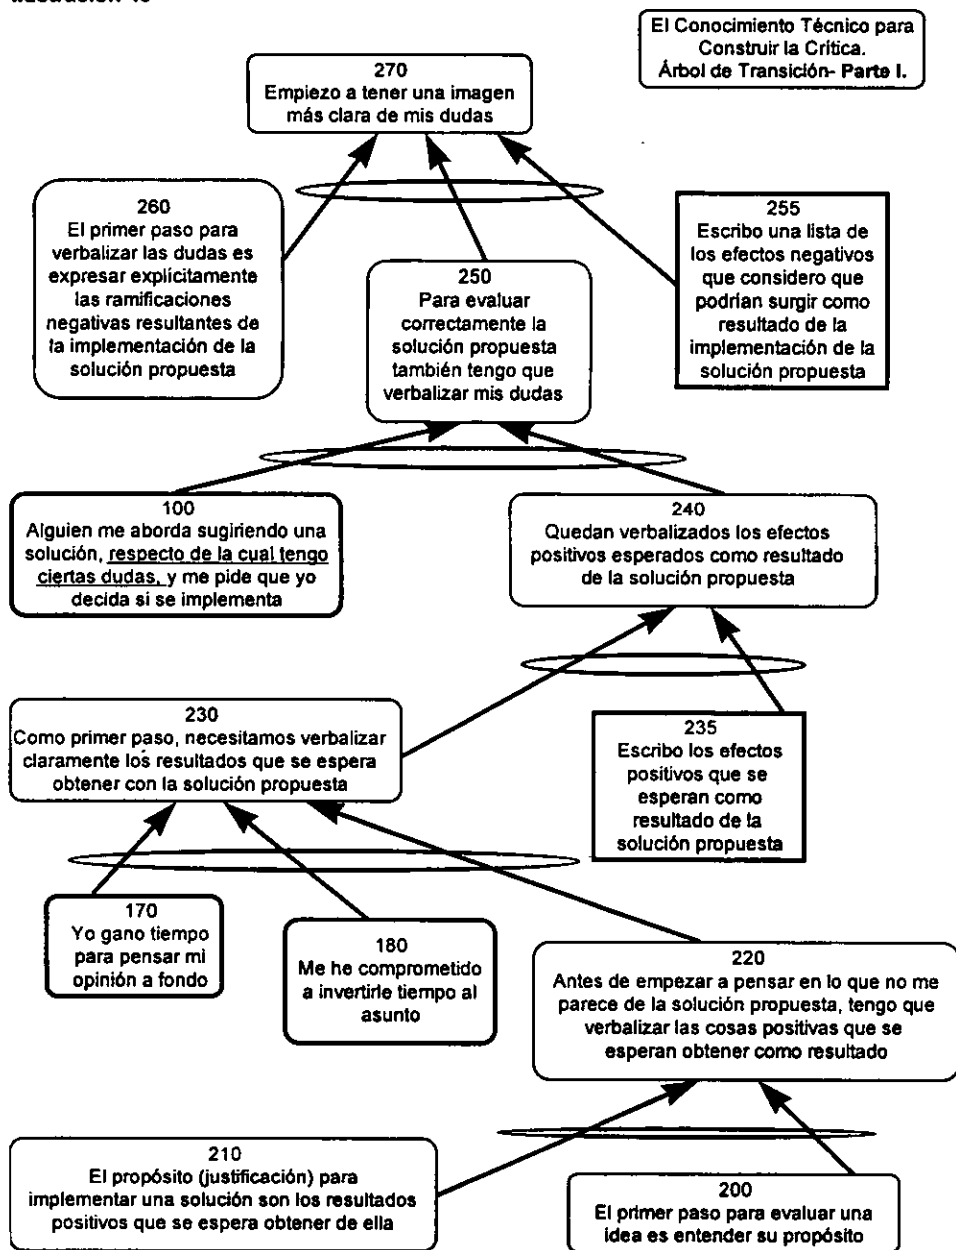 El Conocimiento Técnico para
Construir la Crítica.
Árbol de Transición- Parte I.
270
Empiezo a tener una imagen
más clara de mis dudas
260
El primer paso para
verbalizar las dudas es
expresar explícitamente
las ramificaciones
negativas resultantes de
la implementación de la
solución propuesta
250
Para evaluar
correctamente la
solución propuesta
también tengo que
verbalizar mis dudas
255
Escribo una lista de
los efectos negativos
que considero que
podrían surgir como
resultado de la
implementación de la
solución propuesta
100
Alguien me aborda sugiriendo una
solución, respecto de la cual tengo
ciertas dudas, y me pide que yo
decida si se implementa
240
Quedan verbalizados los efectos
positivos esperados como resultado
de la solución propuesta
230
Como primer paso, necesitamos verbalizar
claramente los resultados que se espera
obtener con la solución propuesta
235
Escribo los efectos
positivos que se
esperan como
resultado de la
solución propuesta
170
Yo gano tiempo
para pensar mi
opinión a fondo
180
Me he comprometido
a invertirle tiempo al
asunto
220
Antes de empezar a pensar en lo que no me
parece de la solución propuesta, tengo que
verbalizar las cosas positivas que se
esperan obtener como resultado
210
El propósito (justificación) para
implementar una solución son los resultados
positivos que se espera obtener de ella
200
El primer paso para evaluar una
idea es entender su propósito